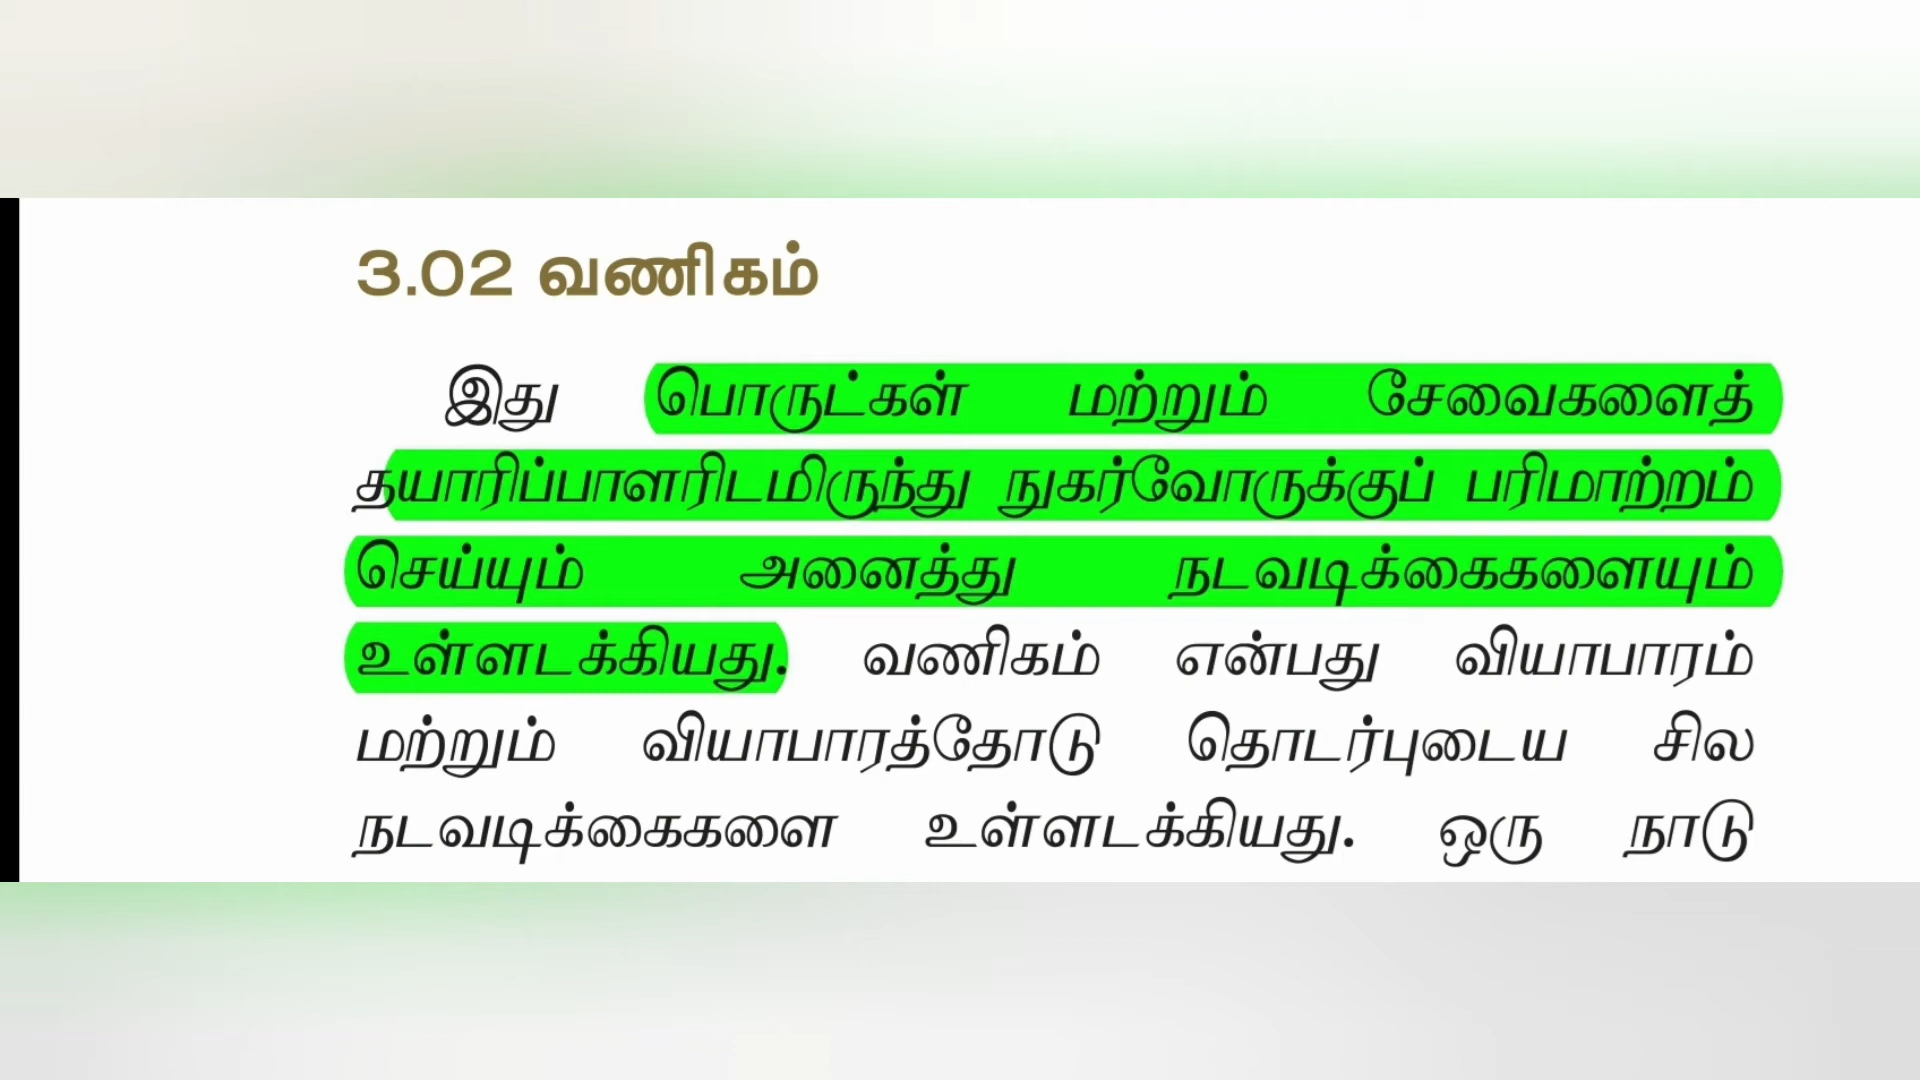 3.02 வணிகம்
இது பொருட்கள் மற்றும் சேவைகளைத்
தயாரிப்பாளரிடமிருந்து நுகர்வோருக்குப் பரிமாற்றம்
செய்யும் அனைத்து நடவடிக்கைகளையும்
உள்ளடக்கியது. வணிகம் என்பது வியாபாரம்
மற்றும் வியாபாரத்தோடு தொடர்புடைய சில
நடவடிக்கைகளை உள்ளடக்கியது. ஒரு நாடு